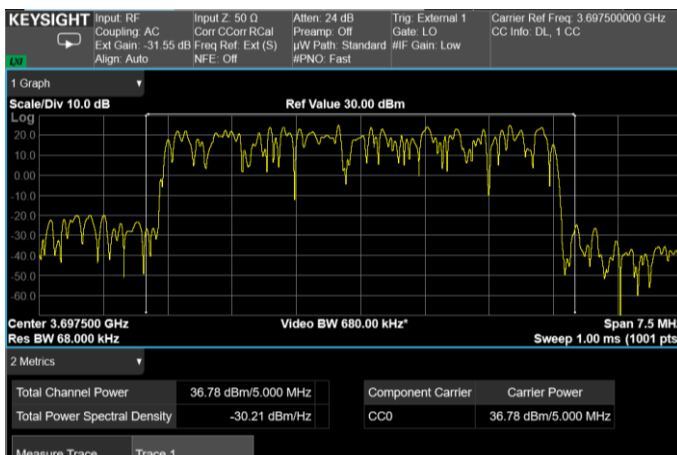 KEYSIGHT Input: RF Input Z: 50 Ω Atten: 24 dB Trig: External 1 Carrier Ref Freq: 3.697500000 GHz
Coupling: AC Corr CCorr RCal Preamp: Off Gate: LO CC Info: DL, 1 CC
Ext Gain: -31.55 dB Freq Ref: Ext (S) µW Path: Standard #IF Gain: Low
LXI Align: Auto NFE: Off #PNO: Fast
1 Graph
Scale/Div 10.0 dB Ref Value 30.00 dBm
Log
20.0
10.0
0.00
-10.0
-20.0
-30.0
-40.0
-50.0
-60.0
Center 3.697500 GHz Video BW 680.00 kHz* Span 7.5 MH
Res BW 68.000 kHz Sweep 1.00 ms (1001 pts
2 Metrics
Total Channel Power 36.78 dBm/5.000 MHz Component Carrier Carrier Power
Total Power Spectral Density -30.21 dBm/Hz CC0 36.78 dBm/5.000 MHz
Measure Trace Trace 1